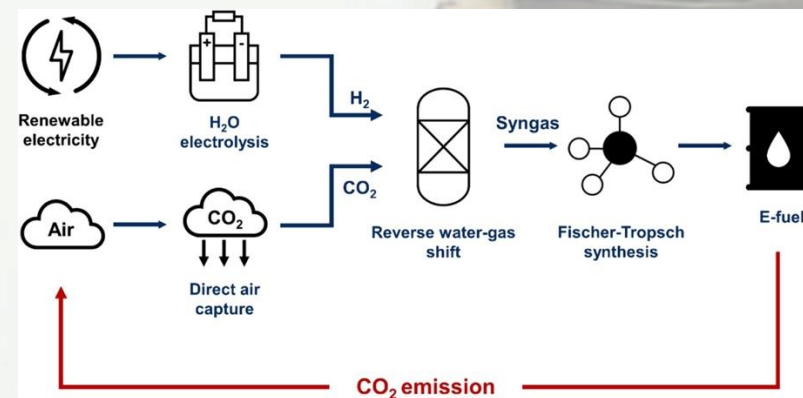 Renewable
electricity
+ -
H₂O
electrolysis
H₂
Air
CO₂
Direct air
capture
CO₂
Reverse water-gas
shift
Syngas
Fischer-Tropsch
synthesis
E-fuel
CO₂ emission